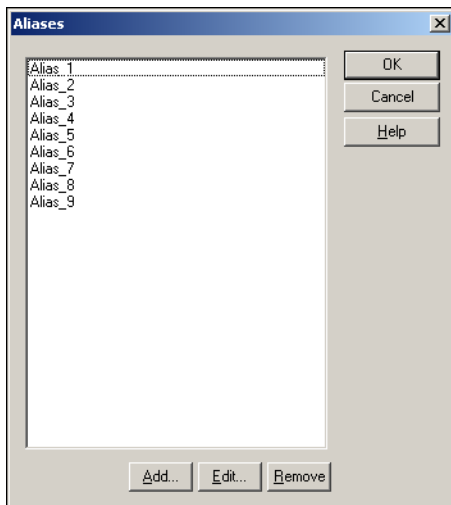 Aliases
Alias_1
Alias_2
Alias_3
Alias_4
Alias_5
Alias_6
Alias_7
Alias_8
Alias_9
OK
Cancel
Help
Add... Edit... Remove